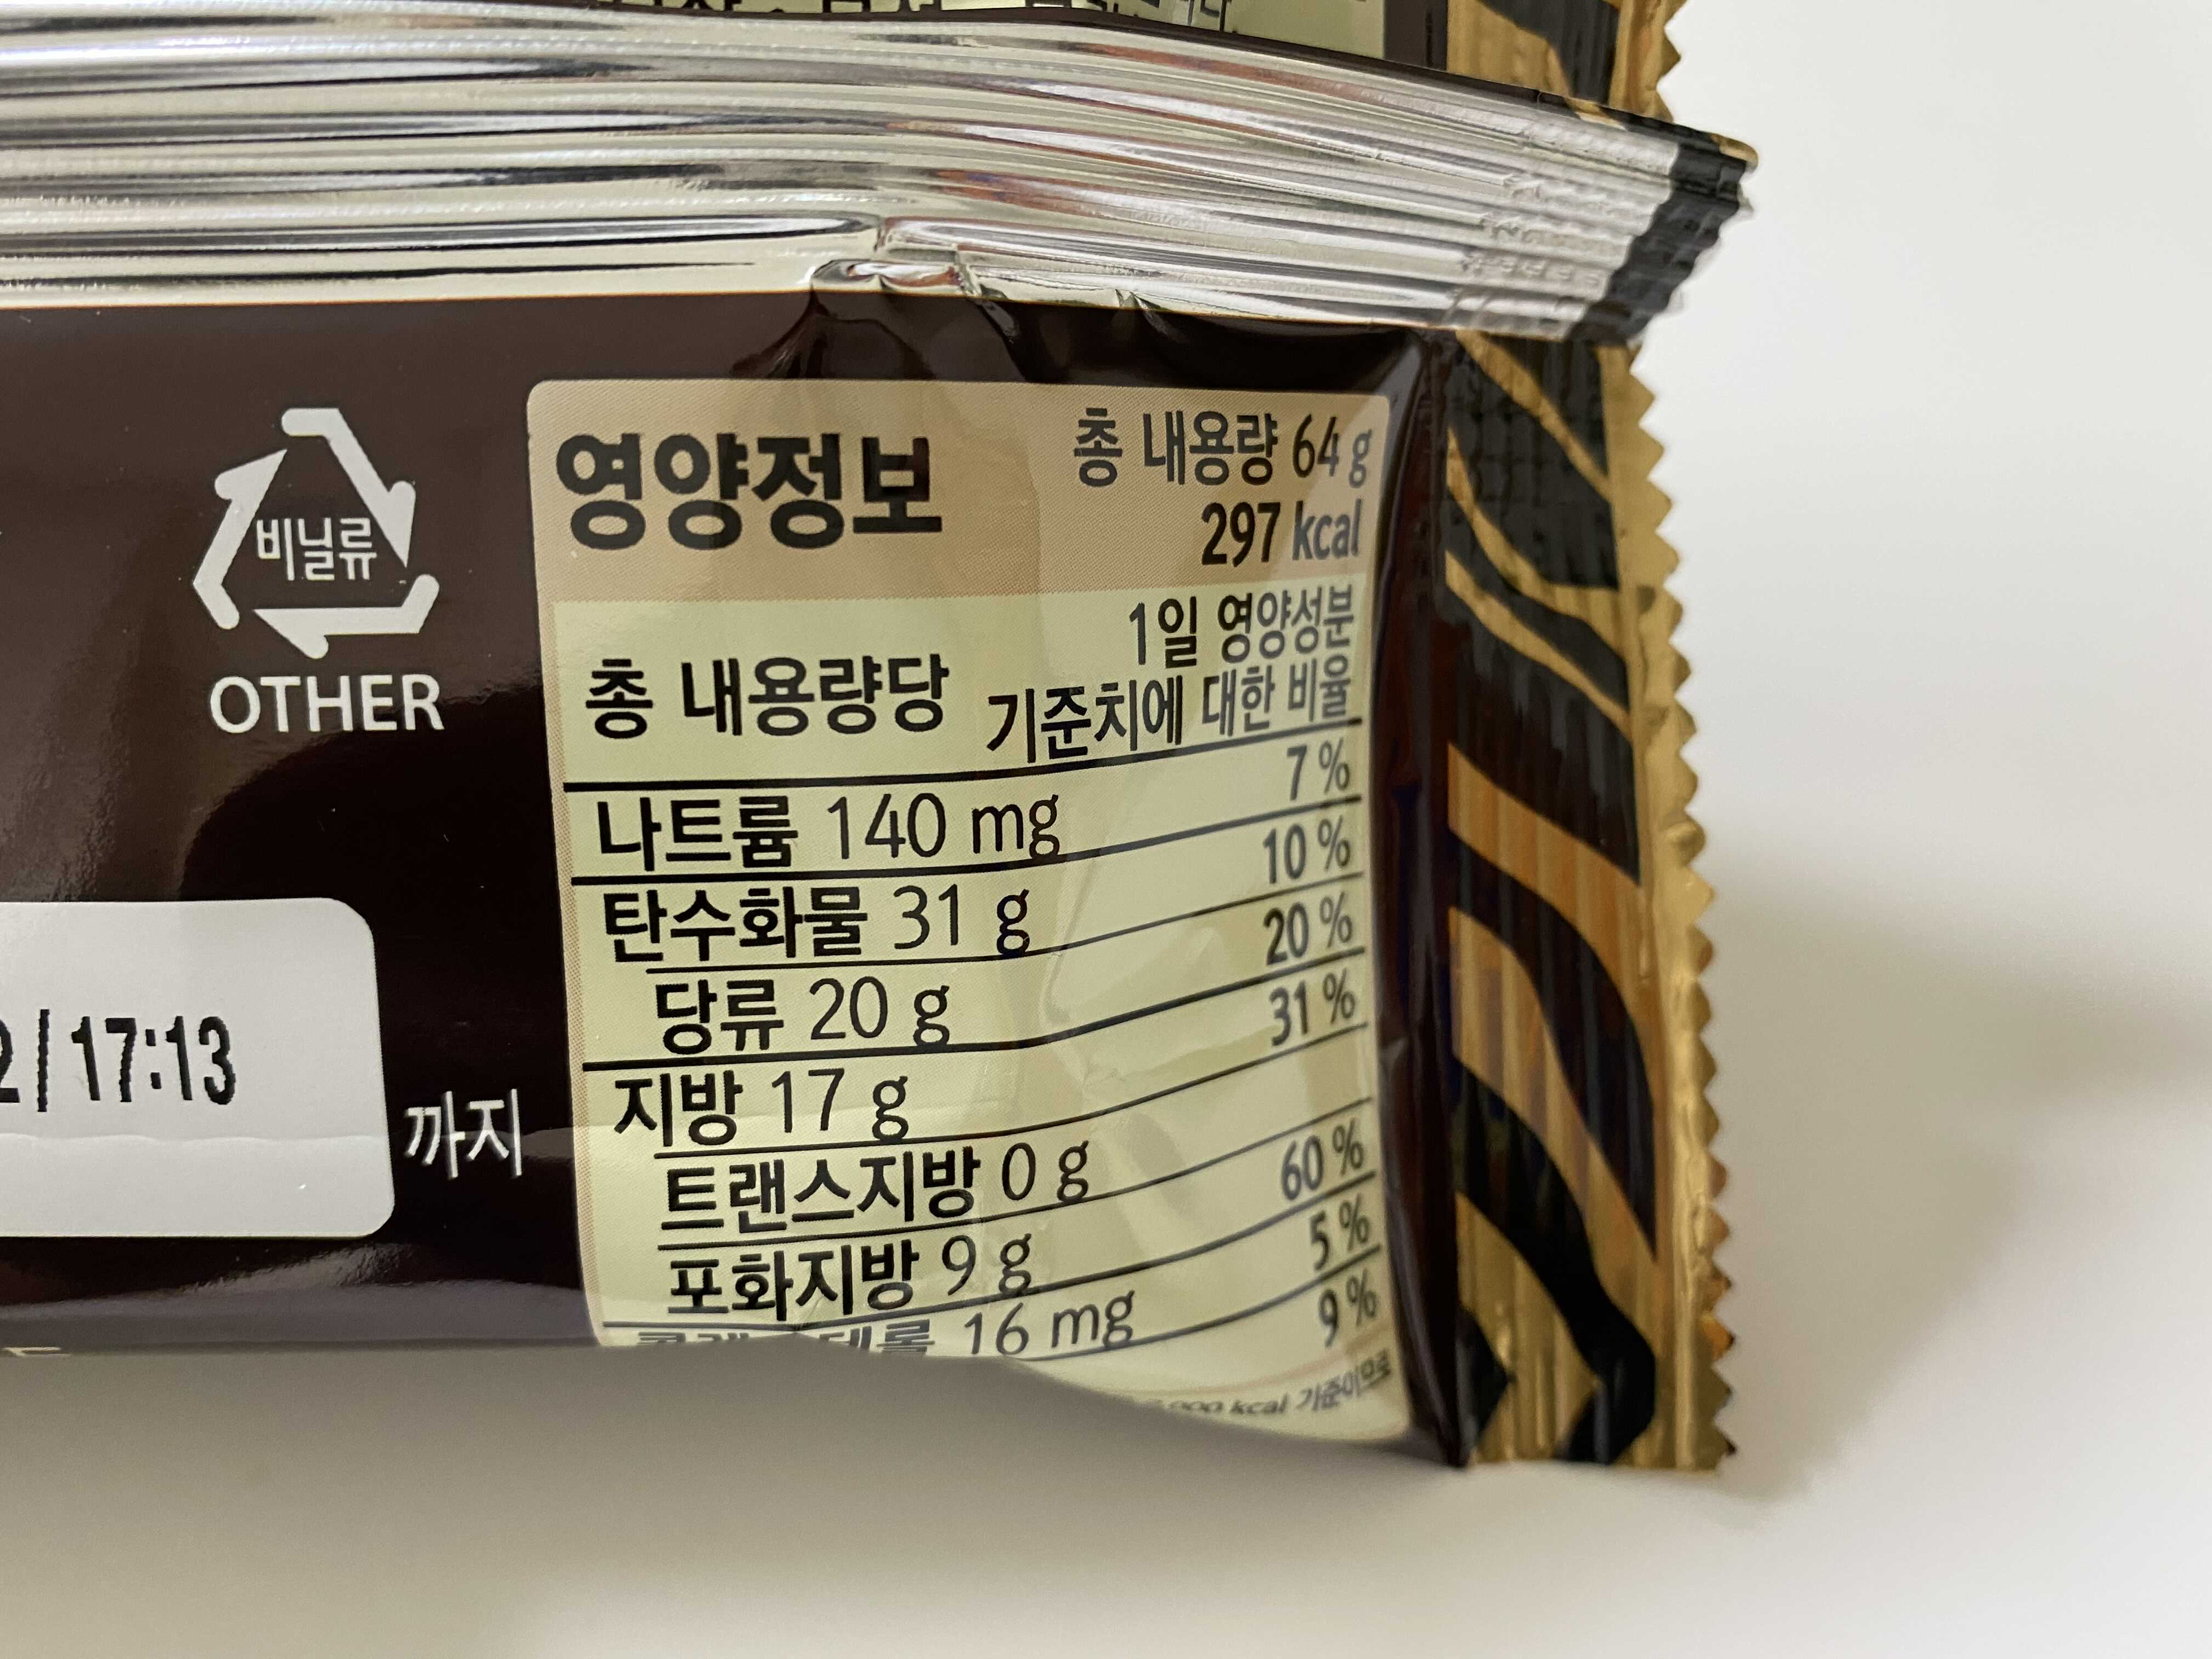 비닐류
OTHER
영양정보
총 내용량 64 g
297 kcal
총 내용량당
1일 영양성분
기준치에 대한 비율
나트륨 140 mg 7 %
탄수화물 31 g 10 %
당류 20 g 20 %
지방 17 g 31 %
트랜스지방 0 g
포화지방 9 g 60 %
16 mg 5 %
9 %
kcal 기준이므로
/ 17:13
까지